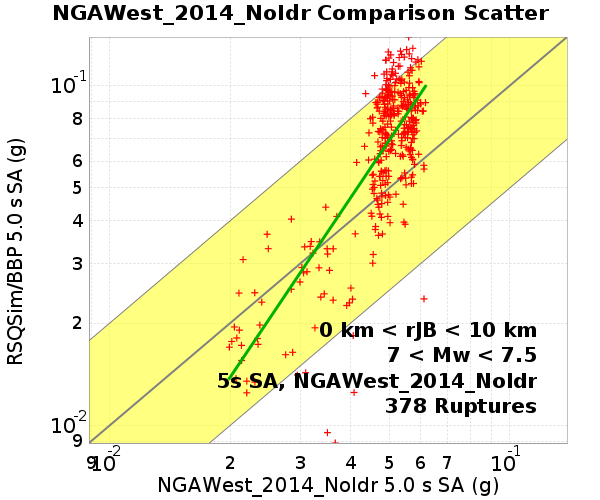 NGAWest_2014_NoIdr Comparison Scatter
RSQSim/BBP 5.0 s SA (g)
10⁻¹
8
6
5
4
3
2
10⁻²
9
0 km < rJB < 10 km
7 < Mw < 7.5
5s SA, NGAWest_2014_NoIdr
378 Ruptures
9 10⁻² 2 3 4 5 6 7 10⁻¹
NGAWest_2014_NoIdr 5.0 s SA (g)